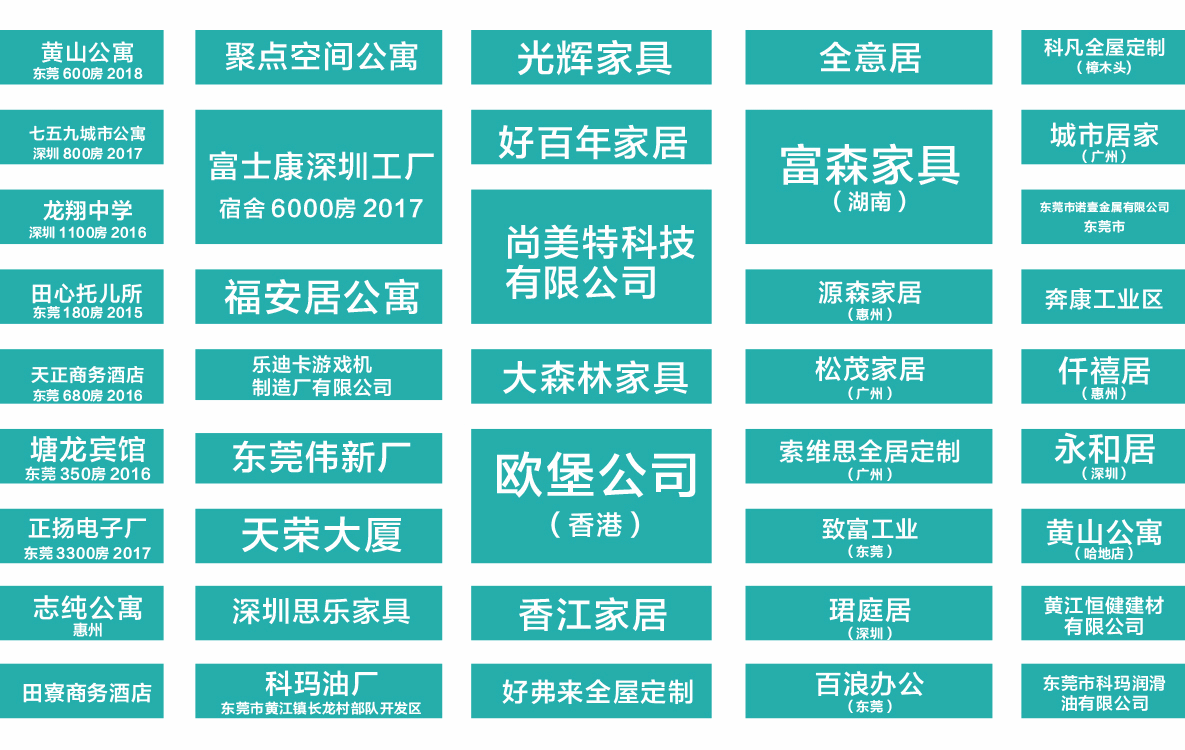 黄山公寓
东莞 600房 2018
七五九城市公寓
深圳 800房 2017
龙翔中学
深圳 1100房 2016
田心托儿所
东莞 180房 2015
天正商务酒店
东莞 680房 2016
塘龙宾馆
东莞 350房 2016
正扬电子厂
东莞 3300房 2017
志纯公寓
惠州
田寮商务酒店
聚点空间公寓
富士康深圳工厂
宿舍 6000房 2017
福安居公寓
乐迪卡游戏机
制造厂有限公司
东莞伟新厂
天荣大厦
深圳思乐家具
科玛油厂
东莞市黄江镇长龙村部队开发区
光辉家具
好百年家居
尚美特科技
有限公司
大森林家具
欧堡公司
（香港）
香江家居
好弗来全屋定制
全意居
富森家具
（湖南）
源森家居
（惠州）
松茂家居
（广州）
索维思全居定制
（广州）
致富工业
（东莞）
珺庭居
（深圳）
百浪办公
（东莞）
科凡全屋定制
（樟木头)
城市居家
（广州）
东莞市诺壹金属有限公司
东莞市
奔康工业区
仟禧居
（惠州）
永和居
（深圳）
黄山公寓
（哈地店）
黄江恒健建材
有限公司
东莞市科玛润滑
油有限公司